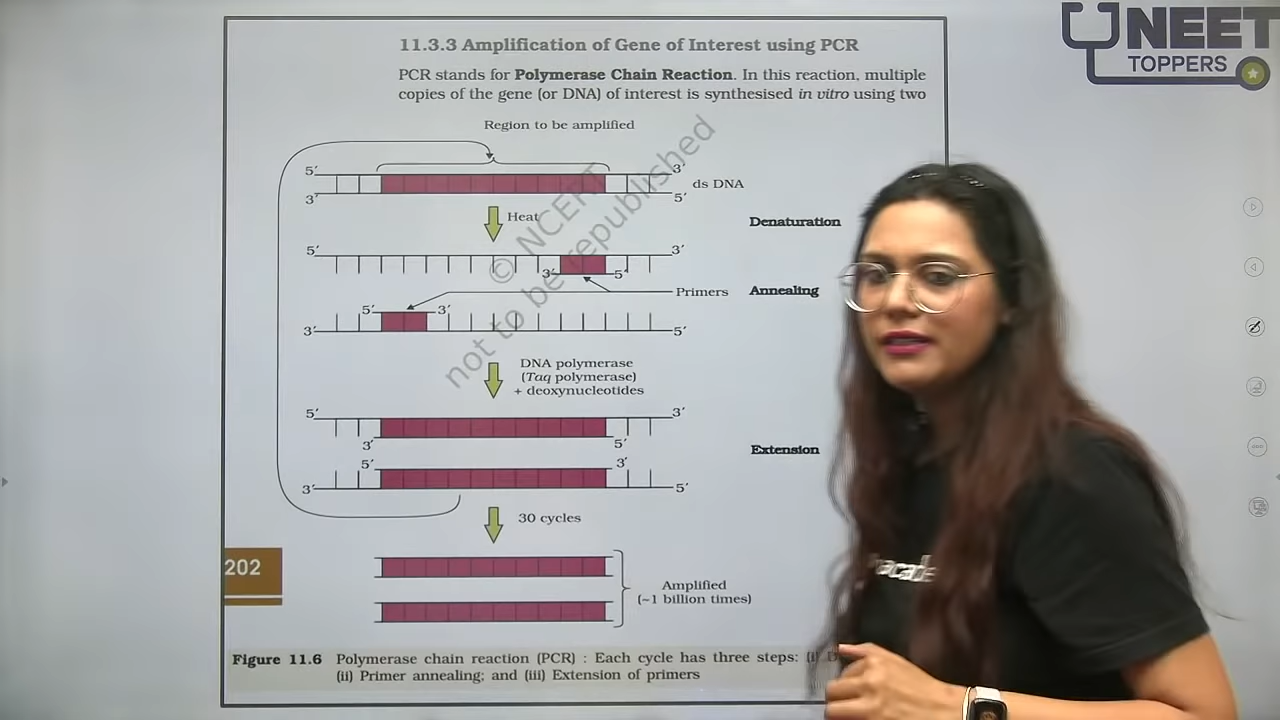 NEET
TOPPERS
11.3.3 Amplification of Gene of Interest using PCR
PCR stands for Polymerase Chain Reaction. In this reaction, multiple
copies of the gene (or DNA) of interest is synthesised in vitro using two
Region to be amplified
5′ 3′
ds DNA
3′ 5′
Heat
Denaturation
5′ 3′
3′ 5′
Primers Annealing
5′ 3′
3′ 5′
DNA polymerase
(Taq polymerase)
+ deoxynucleotides
5′ 3′
3′ 5′
Extension
5′ 3′
3′ 5′
30 cycles
202
Amplified
(~1 billion times)
Figure 11.6 Polymerase chain reaction (PCR) : Each cycle has three steps: (i)
(ii) Primer annealing; and (iii) Extension of primers
© NCERT
not to be republished